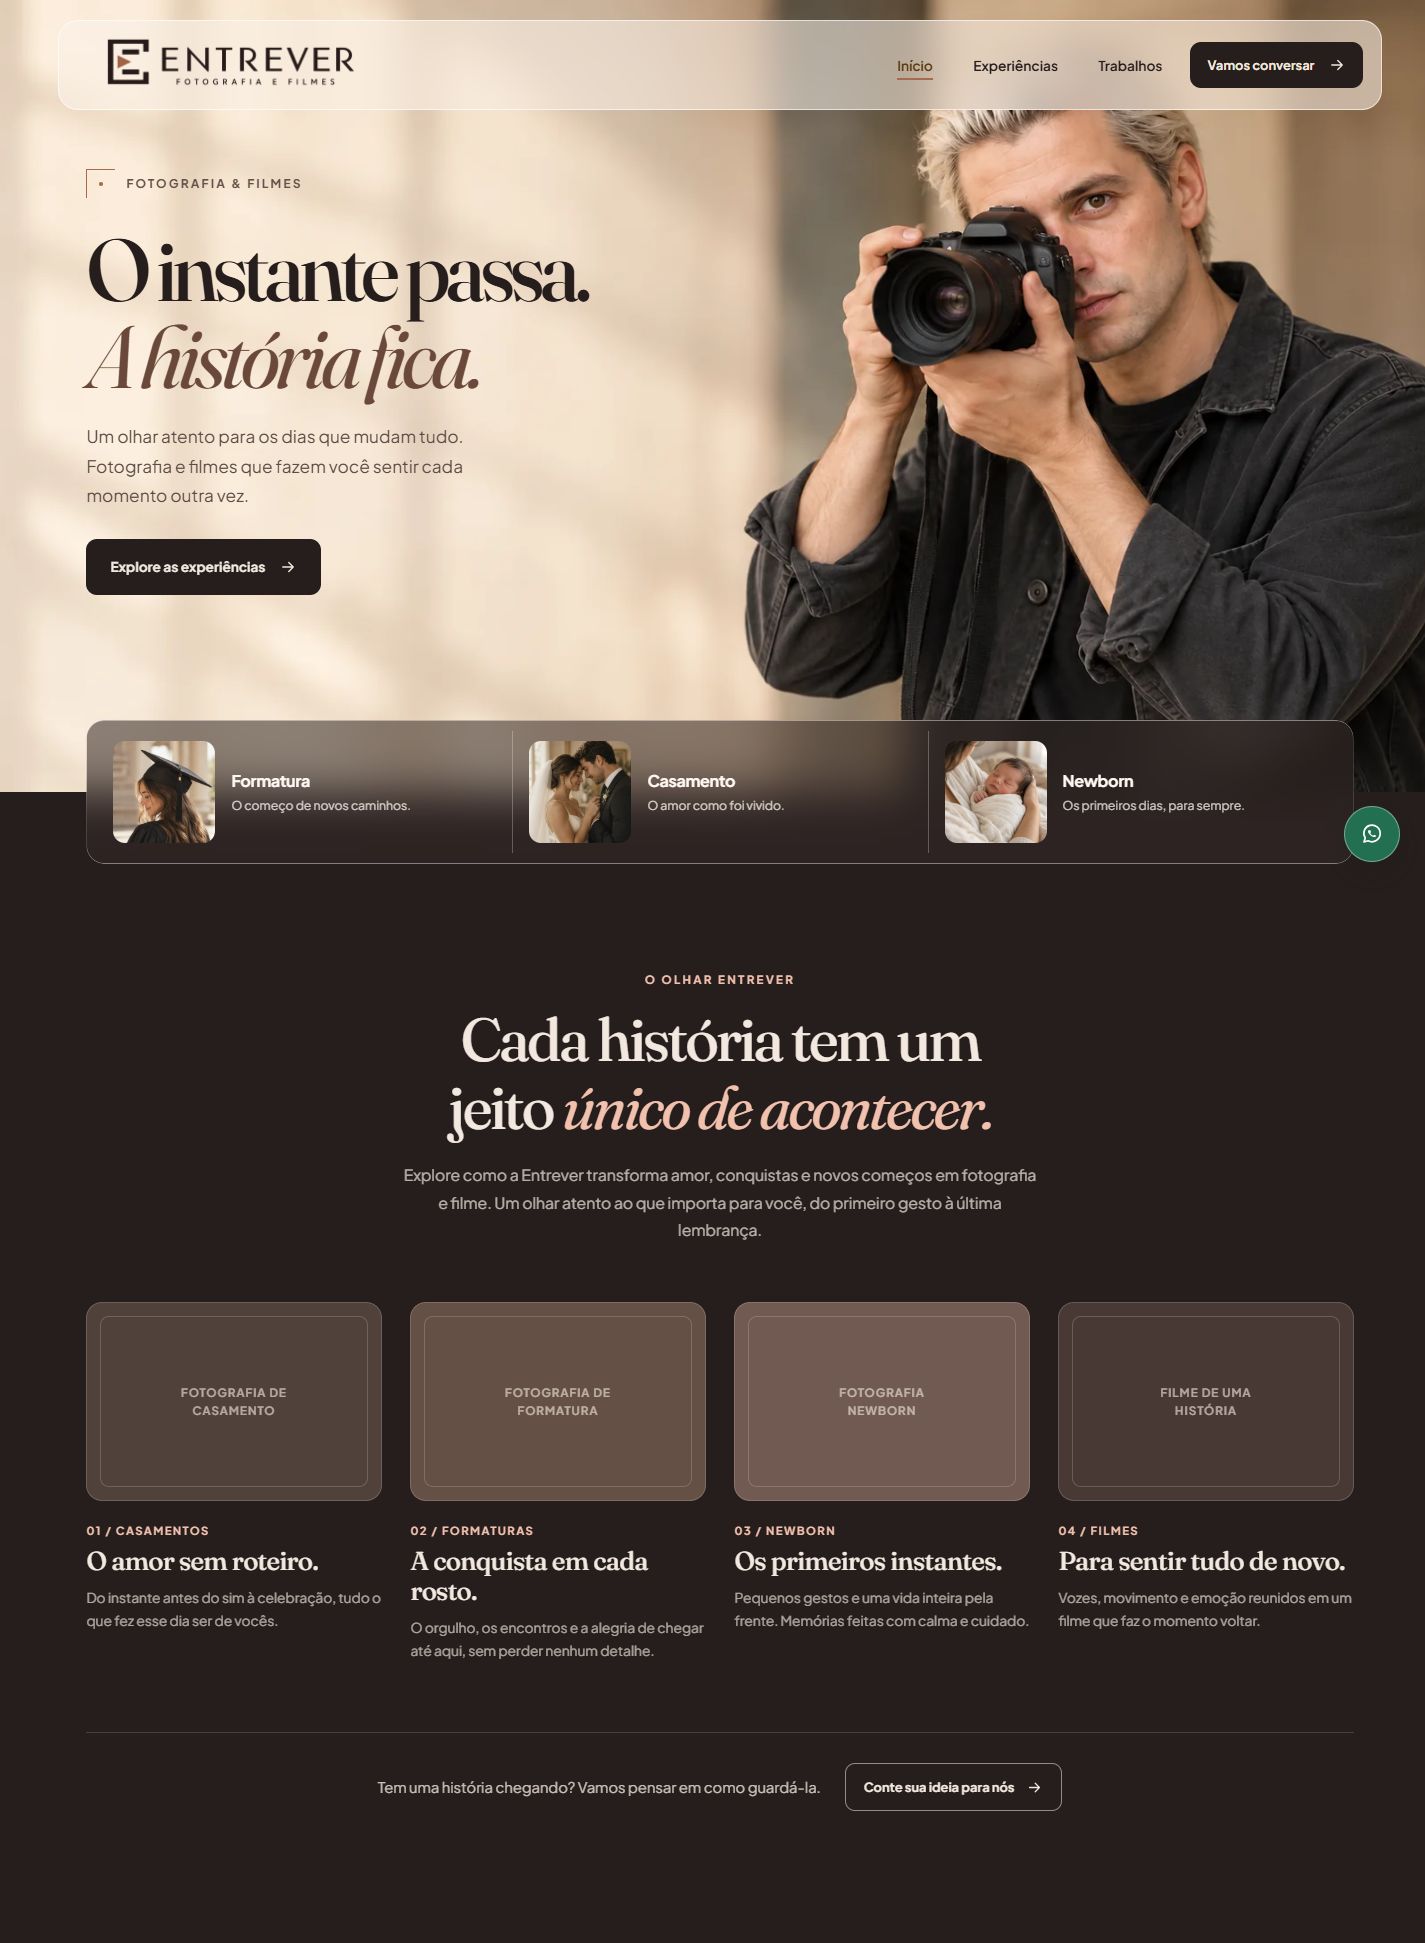 ENTREVER
FOTOGRAFIA E FILMES
Início
Experiências
Trabalhos
Vamos conversar
FOTOGRAFIA & FILMES
O instante passa.
A história fica.
Um olhar atento para os dias que mudam tudo.
Fotografia e filmes que fazem você sentir cada
momento outra vez.
Explore as experiências
Formatura
O começo de novos caminhos.
Casamento
O amor como foi vivido.
Newborn
Os primeiros dias, para sempre.
O OLHAR ENTREVER
Cada história tem um
jeito único de acontecer.
Explore como a Entrever transforma amor, conquistas e novos começos em fotografia
e filme. Um olhar atento ao que importa para você, do primeiro gesto à última
lembrança.
FOTOGRAFIA DE
CASAMENTO
FOTOGRAFIA DE
FORMATURA
FOTOGRAFIA
NEWBORN
FILME DE UMA
HISTÓRIA
01 / CASAMENTOS
O amor sem roteiro.
Do instante antes do sim à celebração, tudo o
que fez esse dia ser de vocês.
02 / FORMATURAS
A conquista em cada
rosto.
O orgulho, os encontros e a alegria de chegar
até aqui, sem perder nenhum detalhe.
03 / NEWBORN
Os primeiros instantes.
Pequenos gestos e uma vida inteira pela
frente. Memórias feitas com calma e cuidado.
04 / FILMES
Para sentir tudo de novo.
Vozes, movimento e emoção reunidos em um
filme que faz o momento voltar.
Tem uma história chegando? Vamos pensar em como guardá-la.
Conte sua ideia para nós